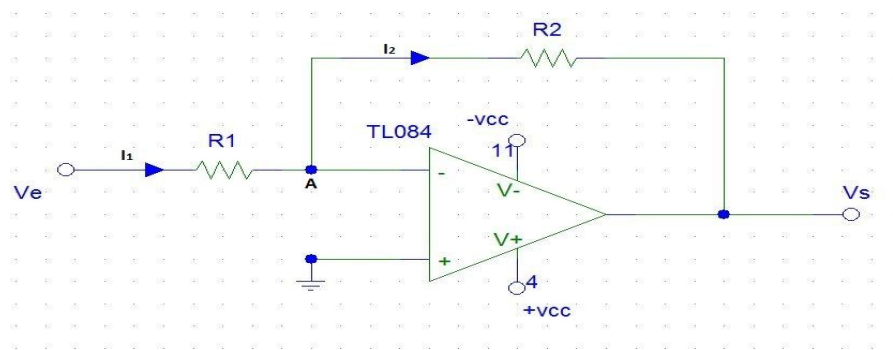 R2
I₂
-vcc
TL084
11
R1
I₁
A
-
V-
Ve
Vs
V+
+
4
+vcc